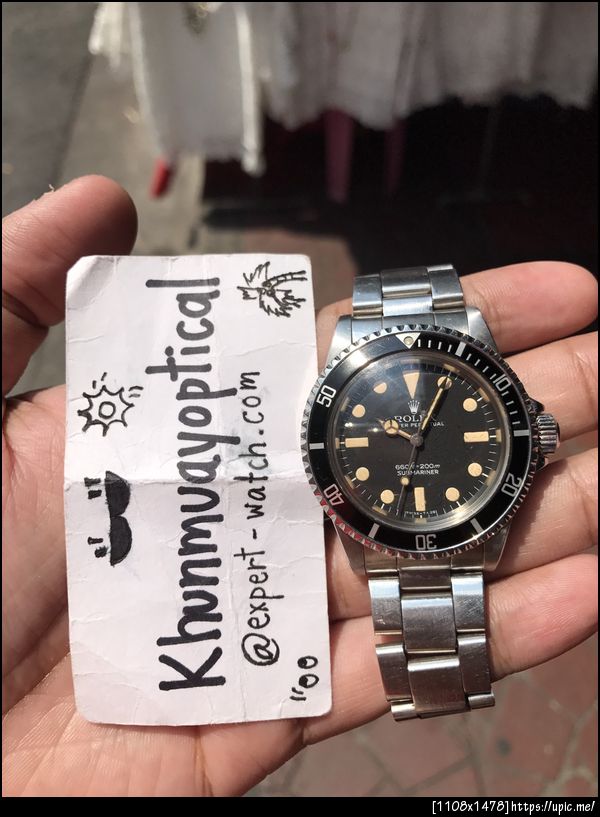 Khunmuayoptical
@expert-watch.com
50
10
20
30
40
ROLEX
OYSTER PERPETUAL
660ft=200m
SUBMARINER
[1108x1478]https://upic.me/